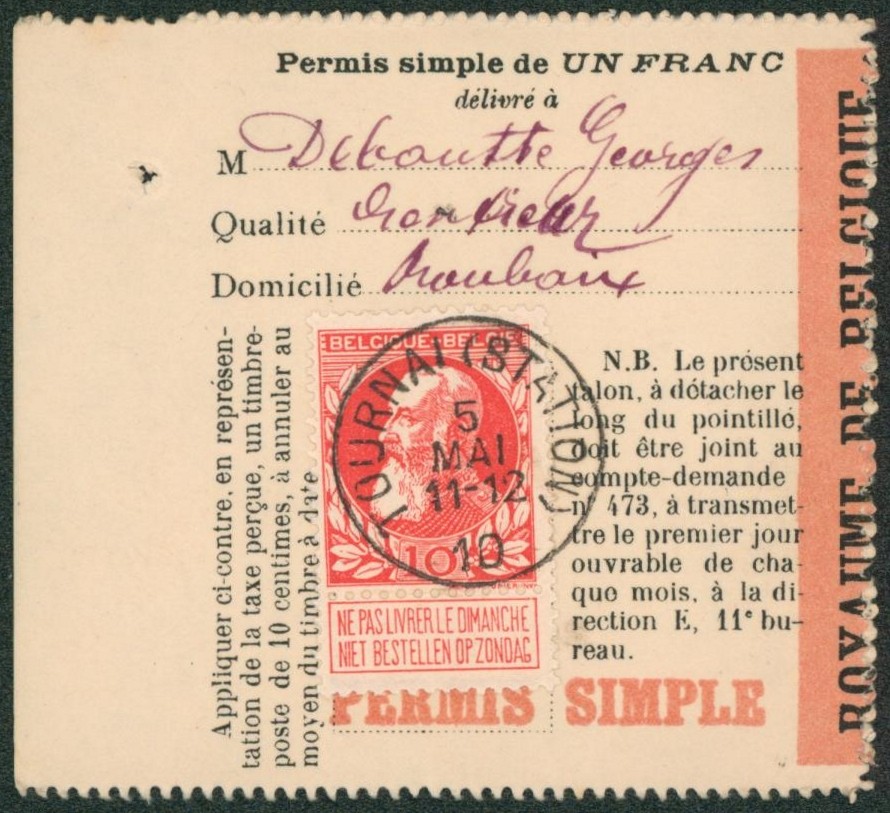 Permis simple de UN FRANC
délivré à
M Deboutte Georges
Qualité
Domicilié Roubaix
Appliquer ci-contre, en représen-
tation de la taxe perçue, un timbre-
poste de 10 centimes, à annuler au
moyen du timbre à date
BELGIQUE·BELGIË
10
NE PAS LIVRER LE DIMANCHE
NIET BESTELLEN OP ZONDAG
TOURNAI (STATION)
5
MAI
11-12
10
N.B. Le présent
talon, à détacher le
long du pointillé,
doit être joint au
compte-demande
n° 473, à transmet-
tre le premier jour
ouvrable de cha-
que mois, à la di-
rection E, 11e bu-
reau.
PERMIS SIMPLE
ROYAUME DE BELGIQUE